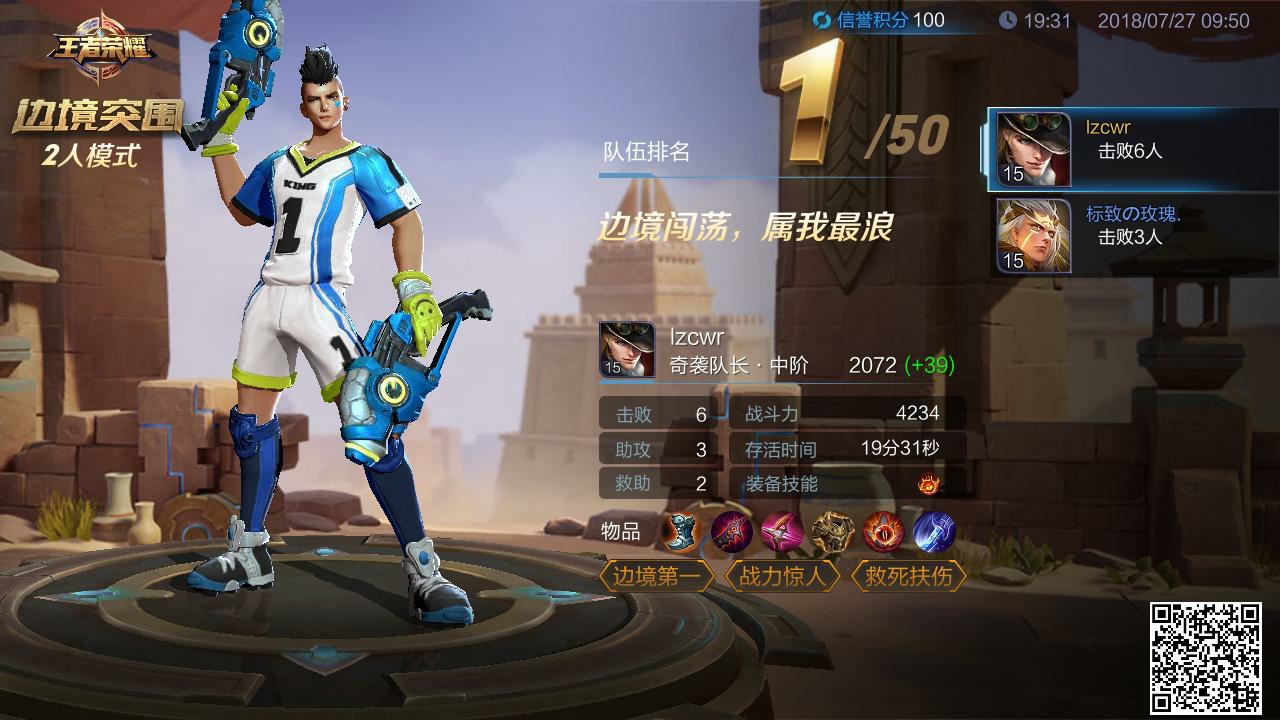 王者荣耀
边境突围
2人模式
信誉积分 100
19:31
2018/07/27 09:50
KING
1
1
队伍排名
1/50
边境闯荡，属我最浪
lzcwr
击败6人
15
标致の玫瑰.
击败3人
15
lzcwr
15
奇袭队长·中阶 2072 (+39)
击败 6 战斗力 4234
助攻 3 存活时间 19分31秒
救助 2 装备技能
物品
边境第一 战力惊人 救死扶伤